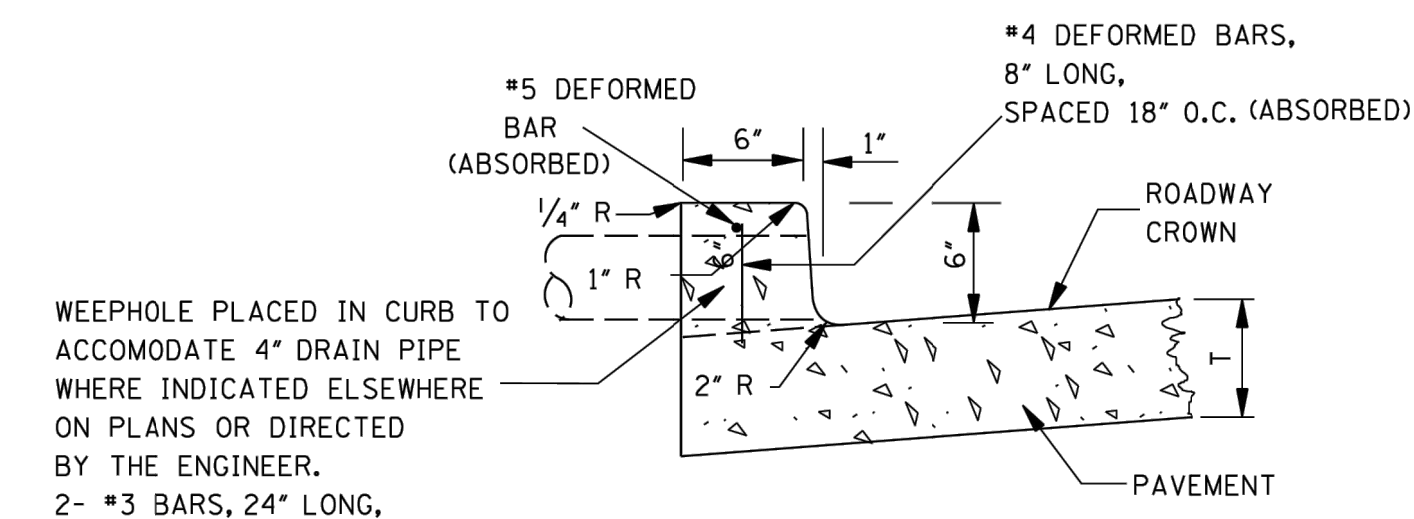 #4 DEFORMED BARS,
8" LONG,
SPACED 18" O.C. (ABSORBED)
#5 DEFORMED
BAR
(ABSORBED)
6"
1"
1/4" R
ROADWAY
CROWN
6"
6"
1" R
WEEPHOLE PLACED IN CURB TO
ACCOMODATE 4" DRAIN PIPE
WHERE INDICATED ELSEWHERE
ON PLANS OR DIRECTED
BY THE ENGINEER.
2- #3 BARS, 24" LONG,
2" R
T
PAVEMENT